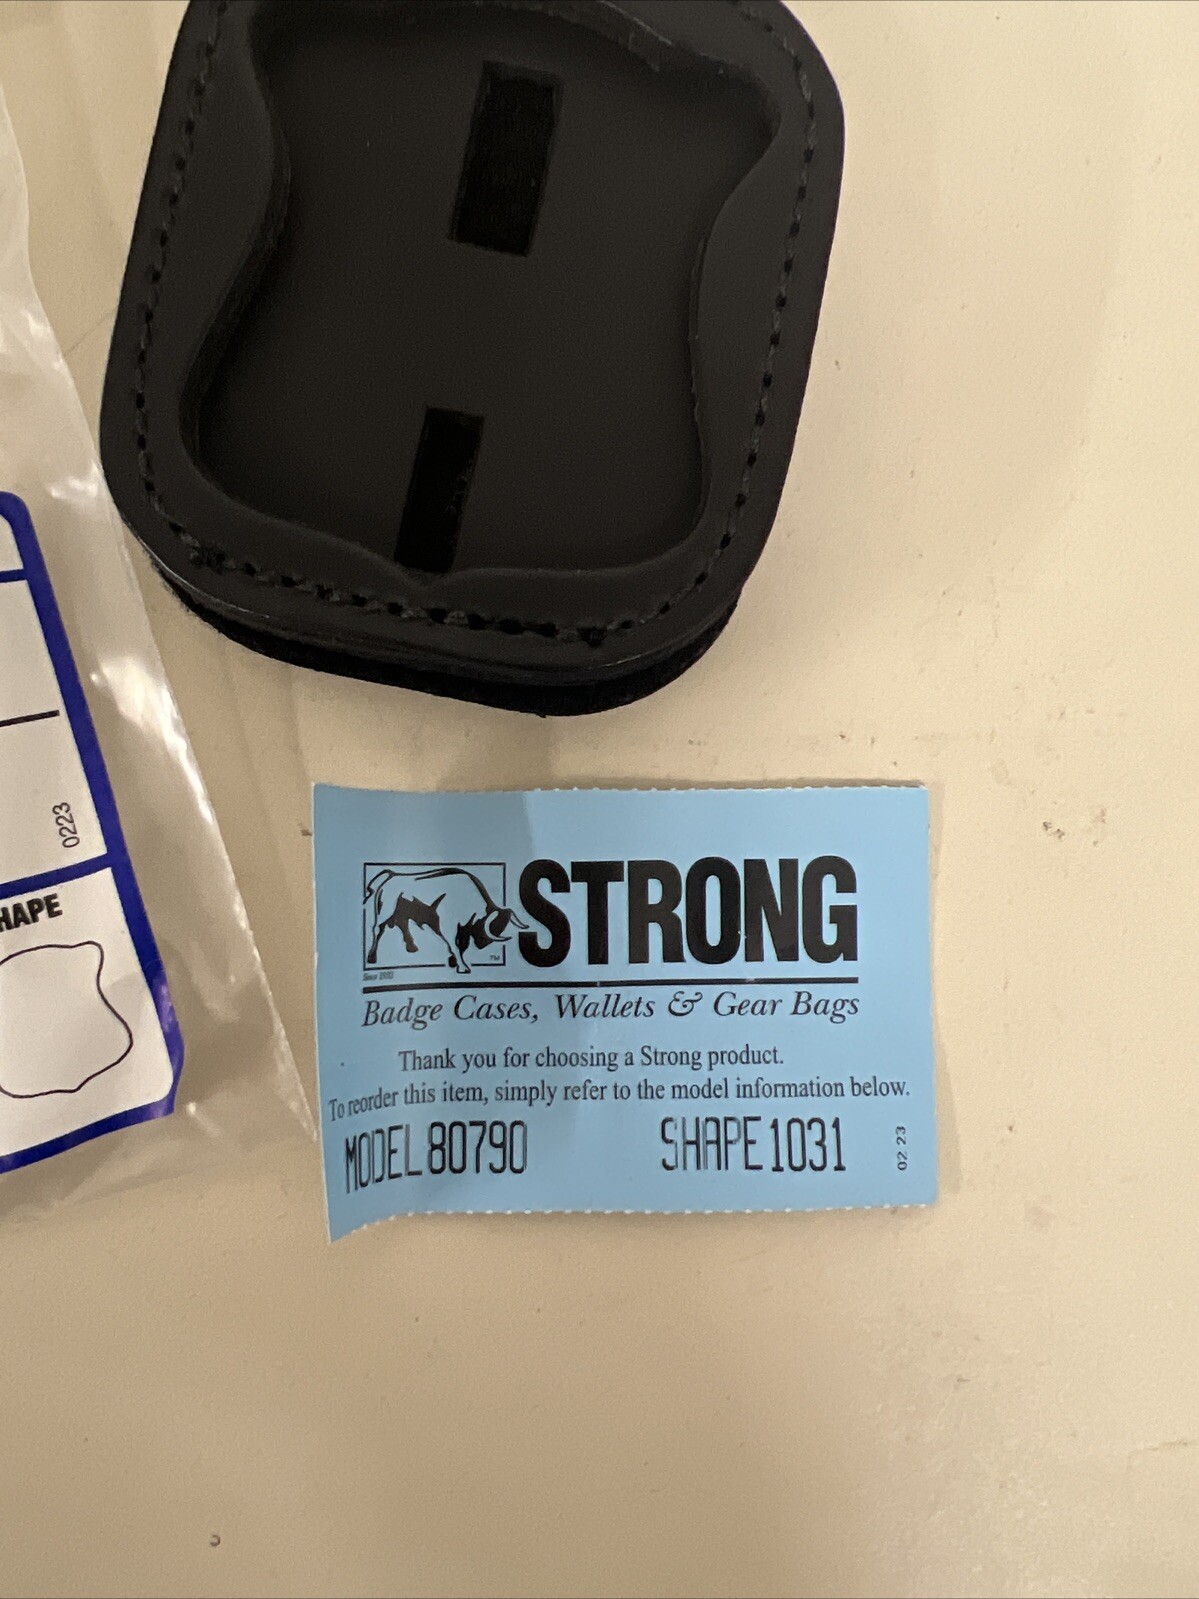 0223
HAPE
STRONG
TM
Badge Cases, Wallets & Gear Bags
Thank you for choosing a Strong product.
To reorder this item, simply refer to the model information below.
MODEL 80790 SHAPE 1031
02 23